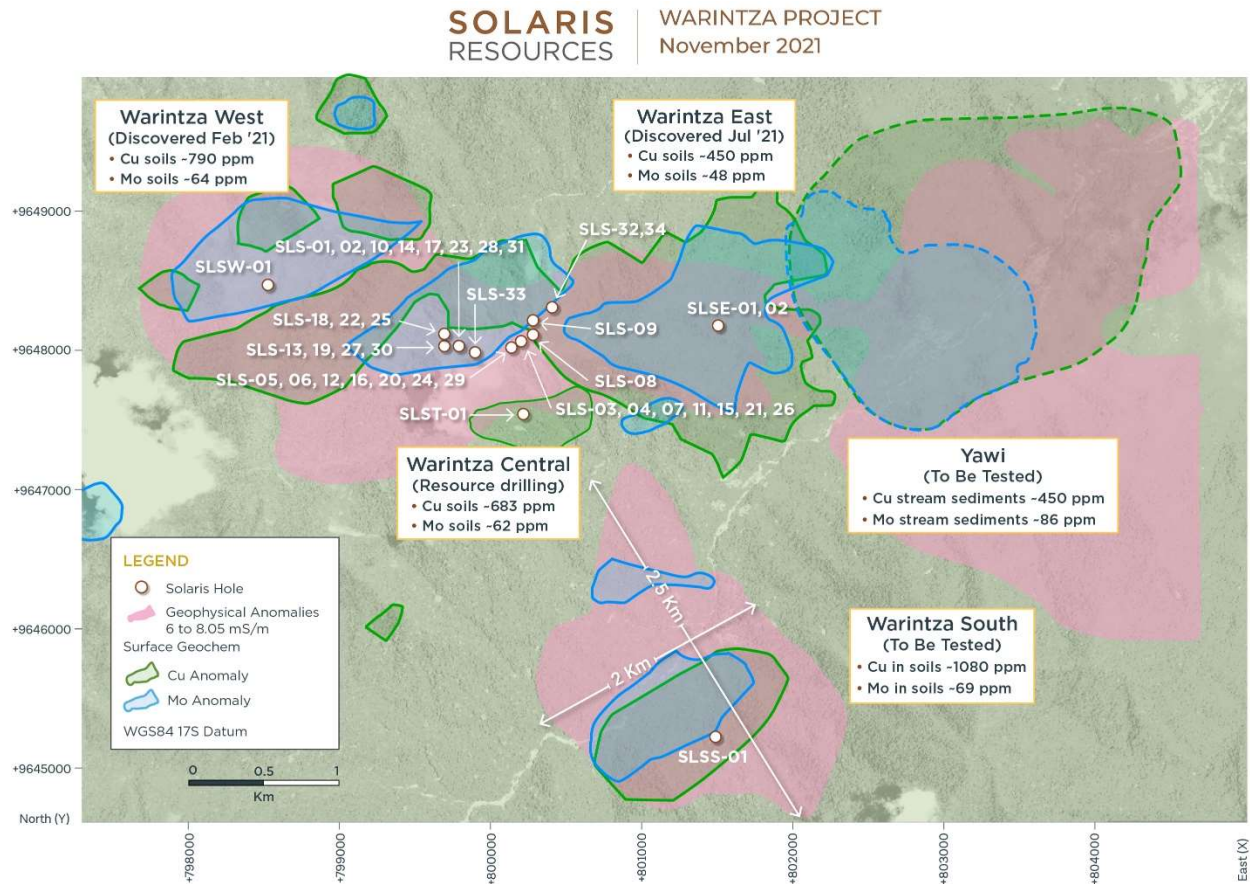 SOLARIS
RESOURCES
WARINTZA PROJECT
November 2021
Warintza West
(Discovered Feb '21)
• Cu soils ~790 ppm
• Mo soils ~64 ppm
Warintza East
(Discovered Jul '21)
• Cu soils ~450 ppm
• Mo soils ~48 ppm
+9649000
SLS-32,34
SLS-01, 02, 10, 14, 17, 23, 28, 31
SLSW-01
SLS-33
SLSE-01, 02
SLS-18, 22, 25
SLS-09
+9648000
SLS-13, 19, 27, 30
SLS-05, 06, 12, 16, 20, 24, 29
SLS-08
SLST-01
SLS-03, 04, 07, 11, 15, 21, 26
Warintza Central
(Resource drilling)
• Cu soils ~683 ppm
• Mo soils ~62 ppm
Yawi
(To Be Tested)
• Cu stream sediments ~450 ppm
• Mo stream sediments ~86 ppm
+9647000
LEGEND
Solaris Hole
Geophysical Anomalies
6 to 8.05 mS/m
Surface Geochem
Cu Anomaly
Mo Anomaly
WGS84 17S Datum
2,5 Km
2 Km
+9646000
Warintza South
(To Be Tested)
• Cu in soils ~1080 ppm
• Mo in soils ~69 ppm
SLSS-01
+9645000
0 0.5 1
Km
North (Y)
+798000
+799000
+800000
+801000
+802000
+803000
+804000
East (X)